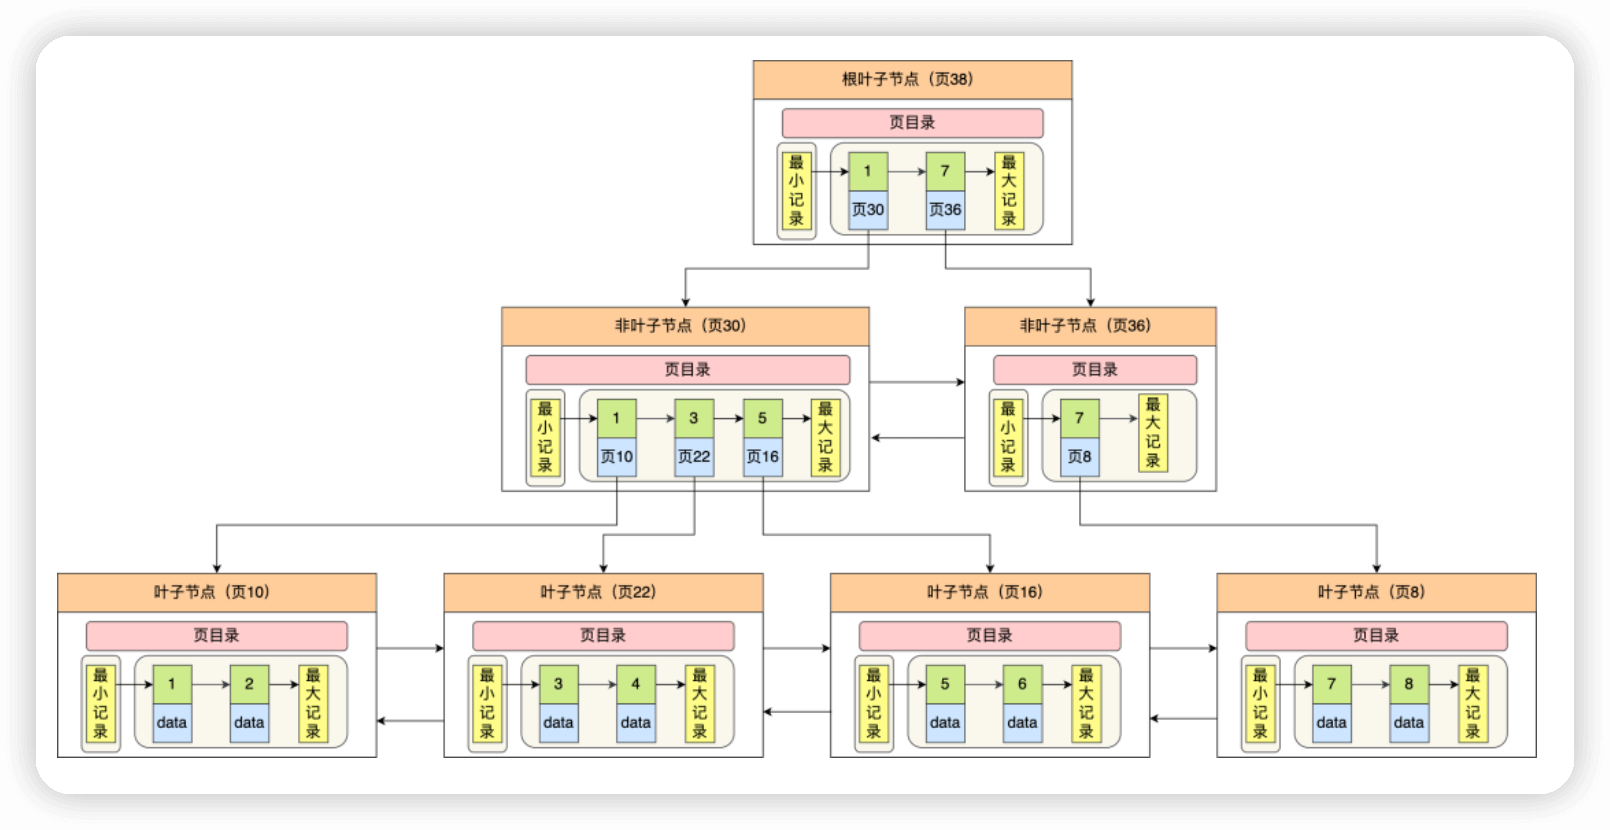 根叶子节点（页38）
页目录
最小记录
1
页30
7
页36
最大记录
非叶子节点（页30）
页目录
最小记录
1
页10
3
页22
5
页16
最大记录
非叶子节点（页36）
页目录
最小记录
7
页8
最大记录
叶子节点（页10）
页目录
最小记录
1
data
2
data
最大记录
叶子节点（页22）
页目录
最小记录
3
data
4
data
最大记录
叶子节点（页16）
页目录
最小记录
5
data
6
data
最大记录
叶子节点（页8）
页目录
最小记录
7
data
8
data
最大记录